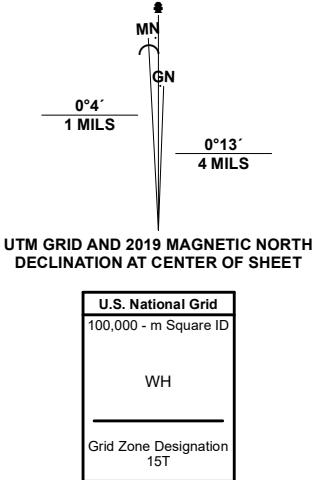 MN
GN
0°4´
1 MILS
0°13´
4 MILS
UTM GRID AND 2019 MAGNETIC NORTH
DECLINATION AT CENTER OF SHEET
U.S. National Grid
100,000 - m Square ID
WH
Grid Zone Designation
15T